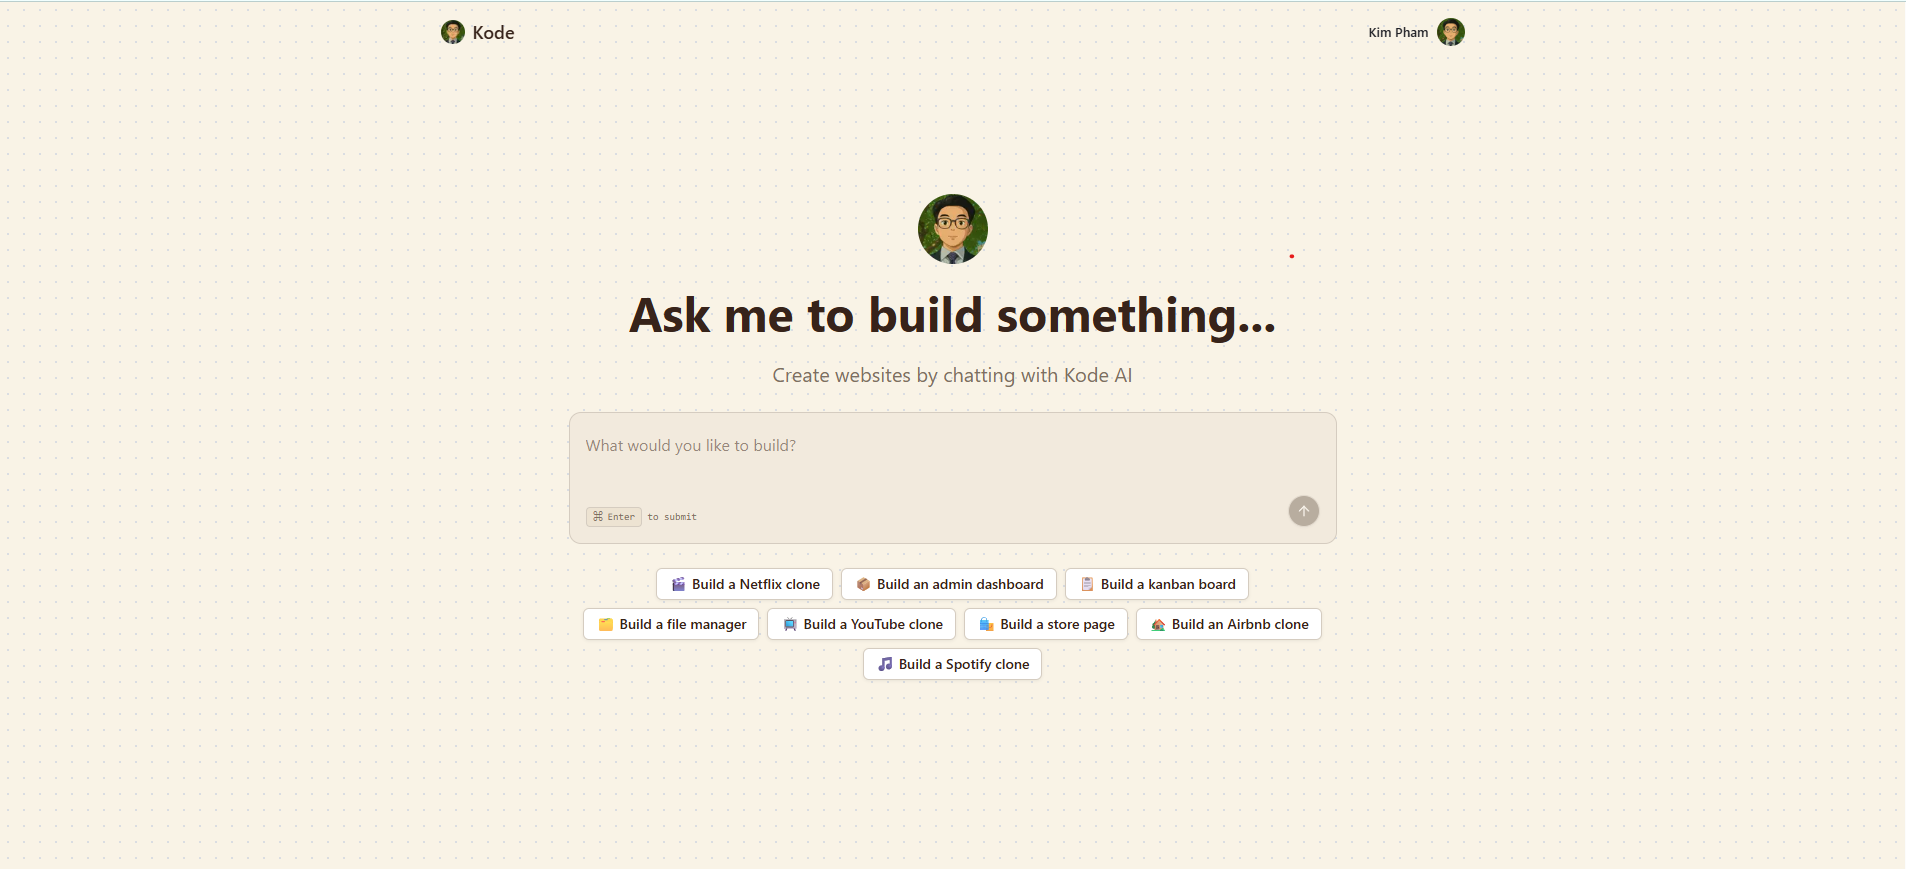 Kode
Kim Pham
Ask me to build something...
Create websites by chatting with Kode AI
What would you like to build?
⌘ Enter to submit
Build a Netflix clone
Build an admin dashboard
Build a kanban board
Build a file manager
Build a YouTube clone
Build a store page
Build an Airbnb clone
Build a Spotify clone